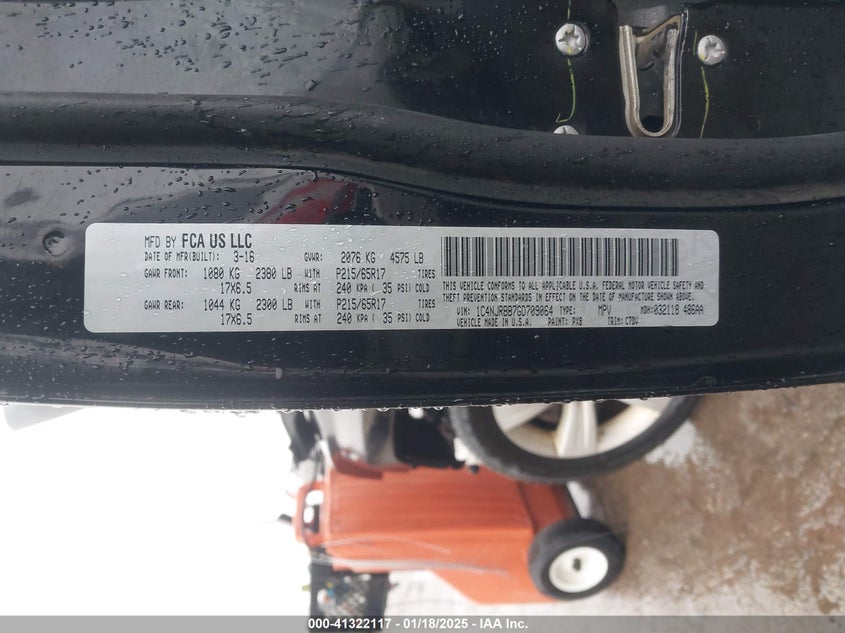 MFD BY FCA US LLC
DATE OF MFR(BUILT): 3-16 GVWR: 2076 KG 4575 LB
GAWR FRONT: 1080 KG 2380 LB WITH P215/65R17 TIRES
17X6.5 RIMS AT 240 KPA ( 35 PSI) COLD
GAWR REAR: 1044 KG 2300 LB WITH P215/65R17 TIRES
17X6.5 RIMS AT 240 KPA ( 35 PSI) COLD
THIS VEHICLE CONFORMS TO ALL APPLICABLE U.S.A. FEDERAL MOTOR VEHICLE SAFETY AND
THEFT PREVENTION STANDARDS IN EFFECT ON THE DATE OF MANUFACTURE SHOWN ABOVE.
VIN: 1C4NJRBB7GD709064 TYPE: MPV MDH: 032118 486AA
VEHICLE MADE IN U.S.A. PAINT: PX8 TRIM: C7DV
000-41322117 - 01/18/2025 - IAA Inc.